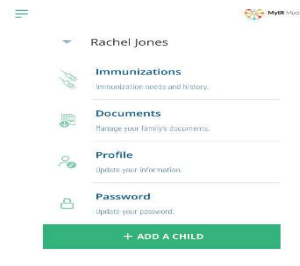 MyIR
Rachel Jones
Immunizations
Immunization needs and history.
Documents
Manage your family's documents.
Profile
Update your information.
Password
Update your password.
+ ADD A CHILD